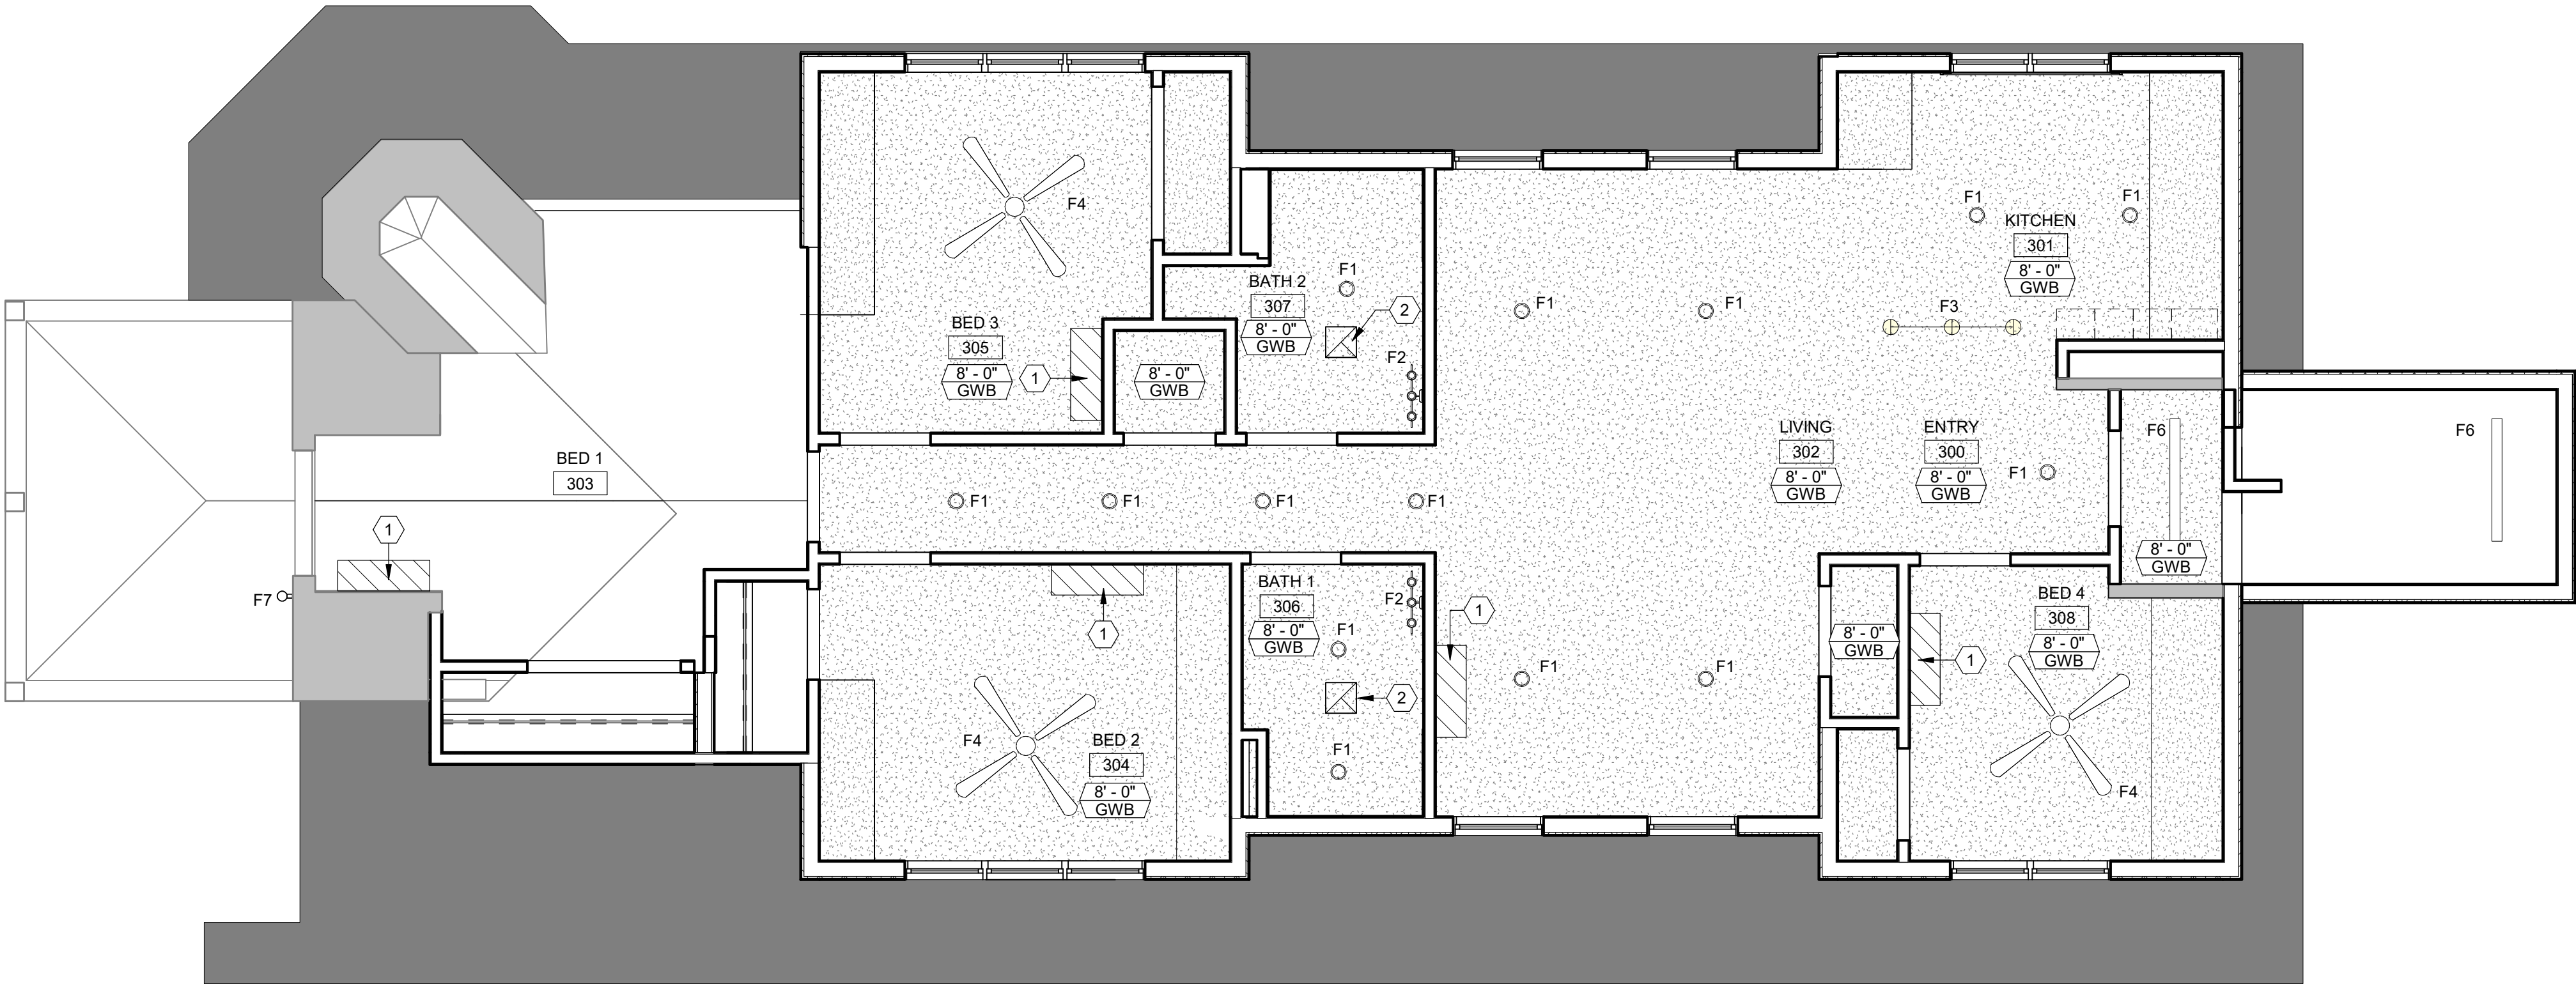 F1
F1
KITCHEN
301
8' - 0"
GWB
F4
F1
BATH 2
307
8' - 0"
GWB
2
F2
F1
F1
F3
BED 3
305
8' - 0"
GWB
1
8' - 0"
GWB
LIVING
302
8' - 0"
GWB
ENTRY
300
8' - 0"
GWB
F1
F6
F6
8' - 0"
GWB
BED 1
303
1
F7
F1
F1
F1
F1
1
BATH 1
306
8' - 0"
GWB
F2
F1
2
F1
1
F1
F1
8' - 0"
GWB
1
BED 4
308
8' - 0"
GWB
F4
F4
BED 2
304
8' - 0"
GWB